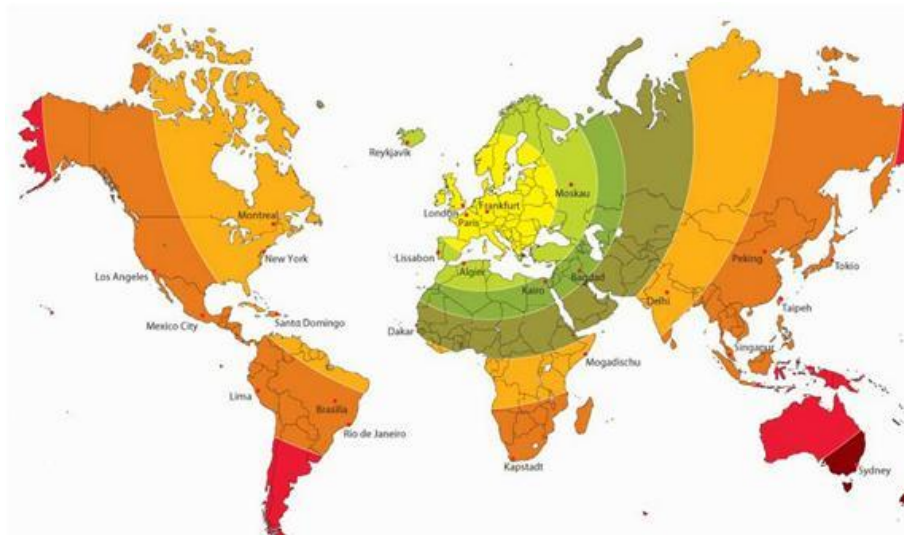 Reykjavik
Moskau
London
Frankfurt
Paris
Montreal
New York
Lissabon
Algier
Bagdad
Peking
Tokio
Los Angeles
Kairo
Delhi
Taipeh
Mexico City
Santo Domingo
Dakar
Singapur
Mogadischu
Lima
Brasilia
Rio de Janeiro
Kapstadt
Sydney